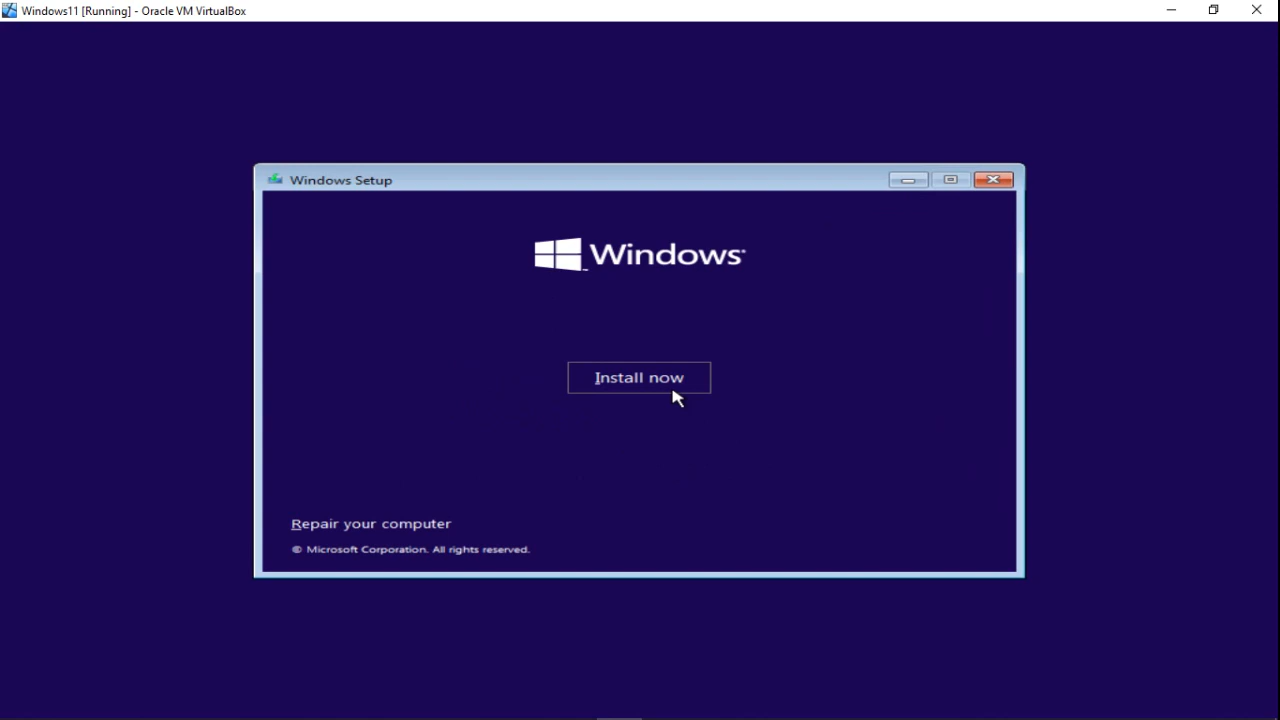 Windows11 [Running] - Oracle VM VirtualBox
Windows Setup
Windows
Install now
Repair your computer
© Microsoft Corporation. All rights reserved.